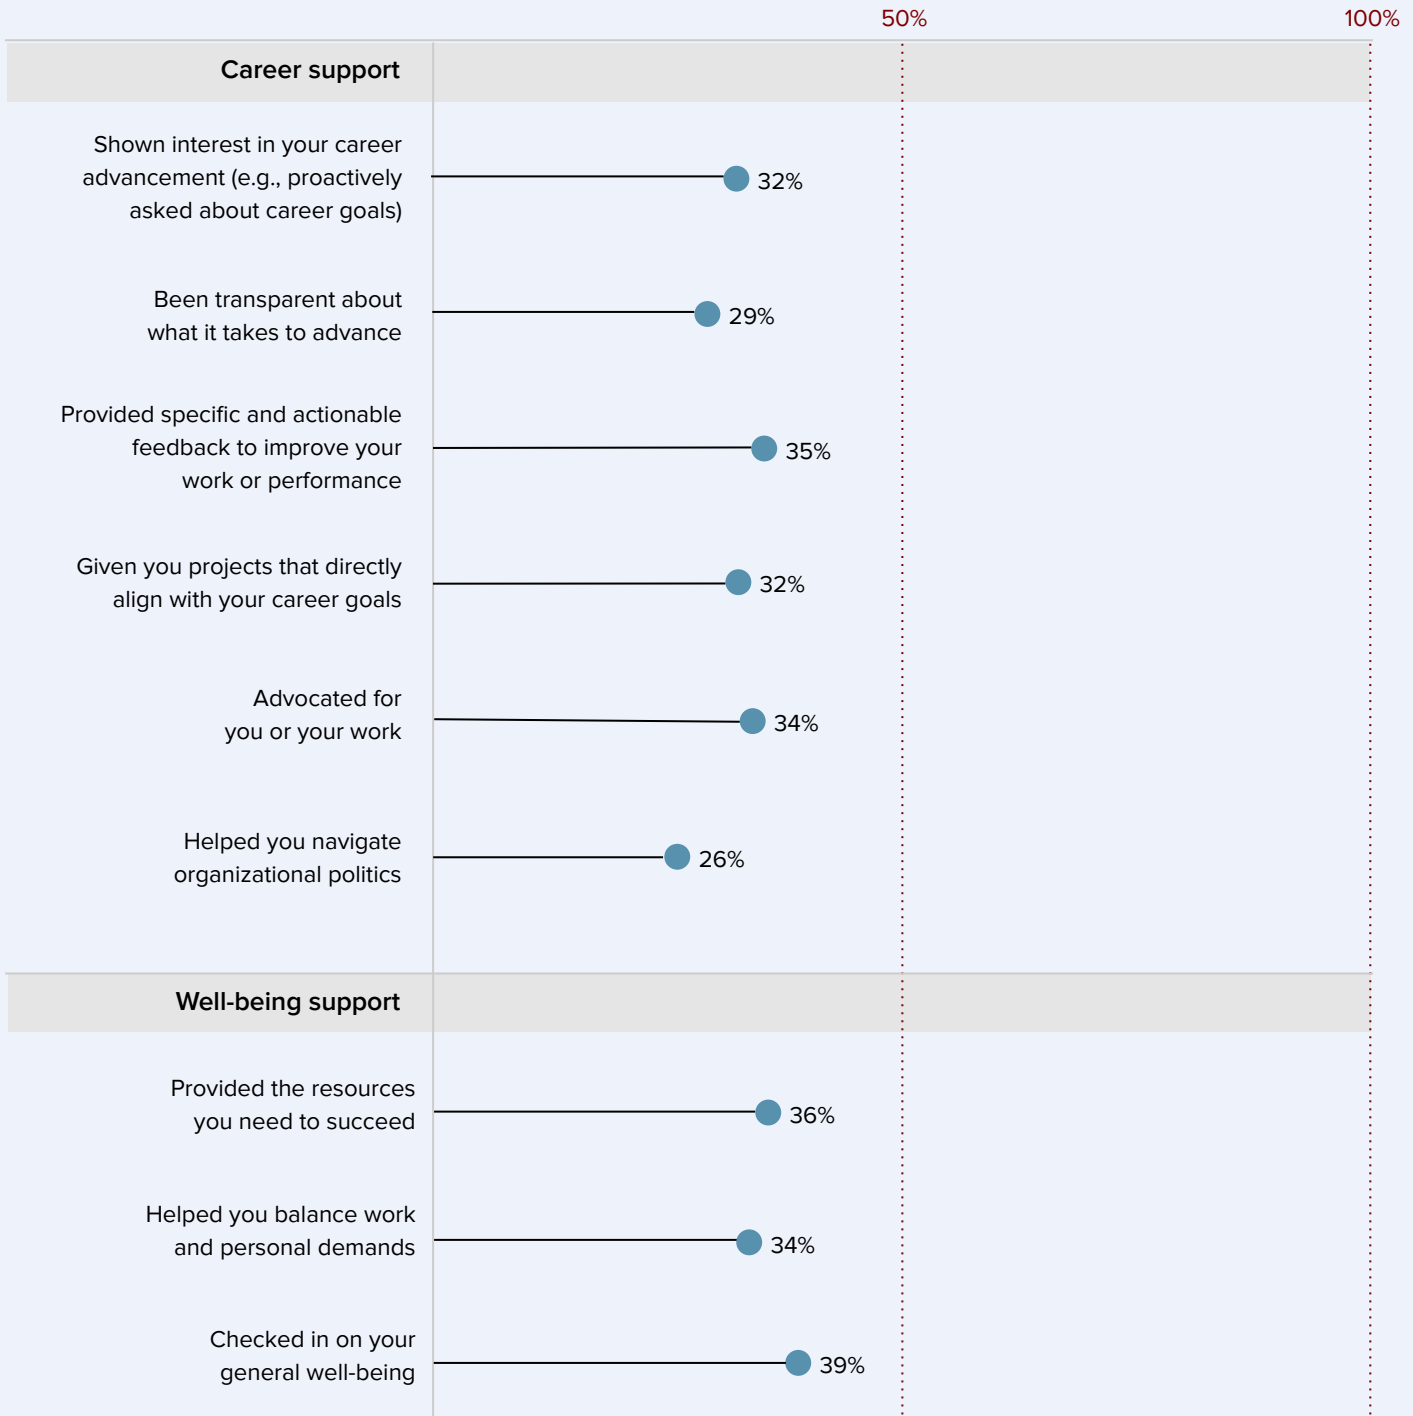 50%
100%
Career support
Shown interest in your career
advancement (e.g., proactively
asked about career goals)
32%
Been transparent about
what it takes to advance
29%
Provided specific and actionable
feedback to improve your
work or performance
35%
Given you projects that directly
align with your career goals
32%
Advocated for
you or your work
34%
Helped you navigate
organizational politics
26%
Well-being support
Provided the resources
you need to succeed
36%
Helped you balance work
and personal demands
34%
Checked in on your
general well-being
39%